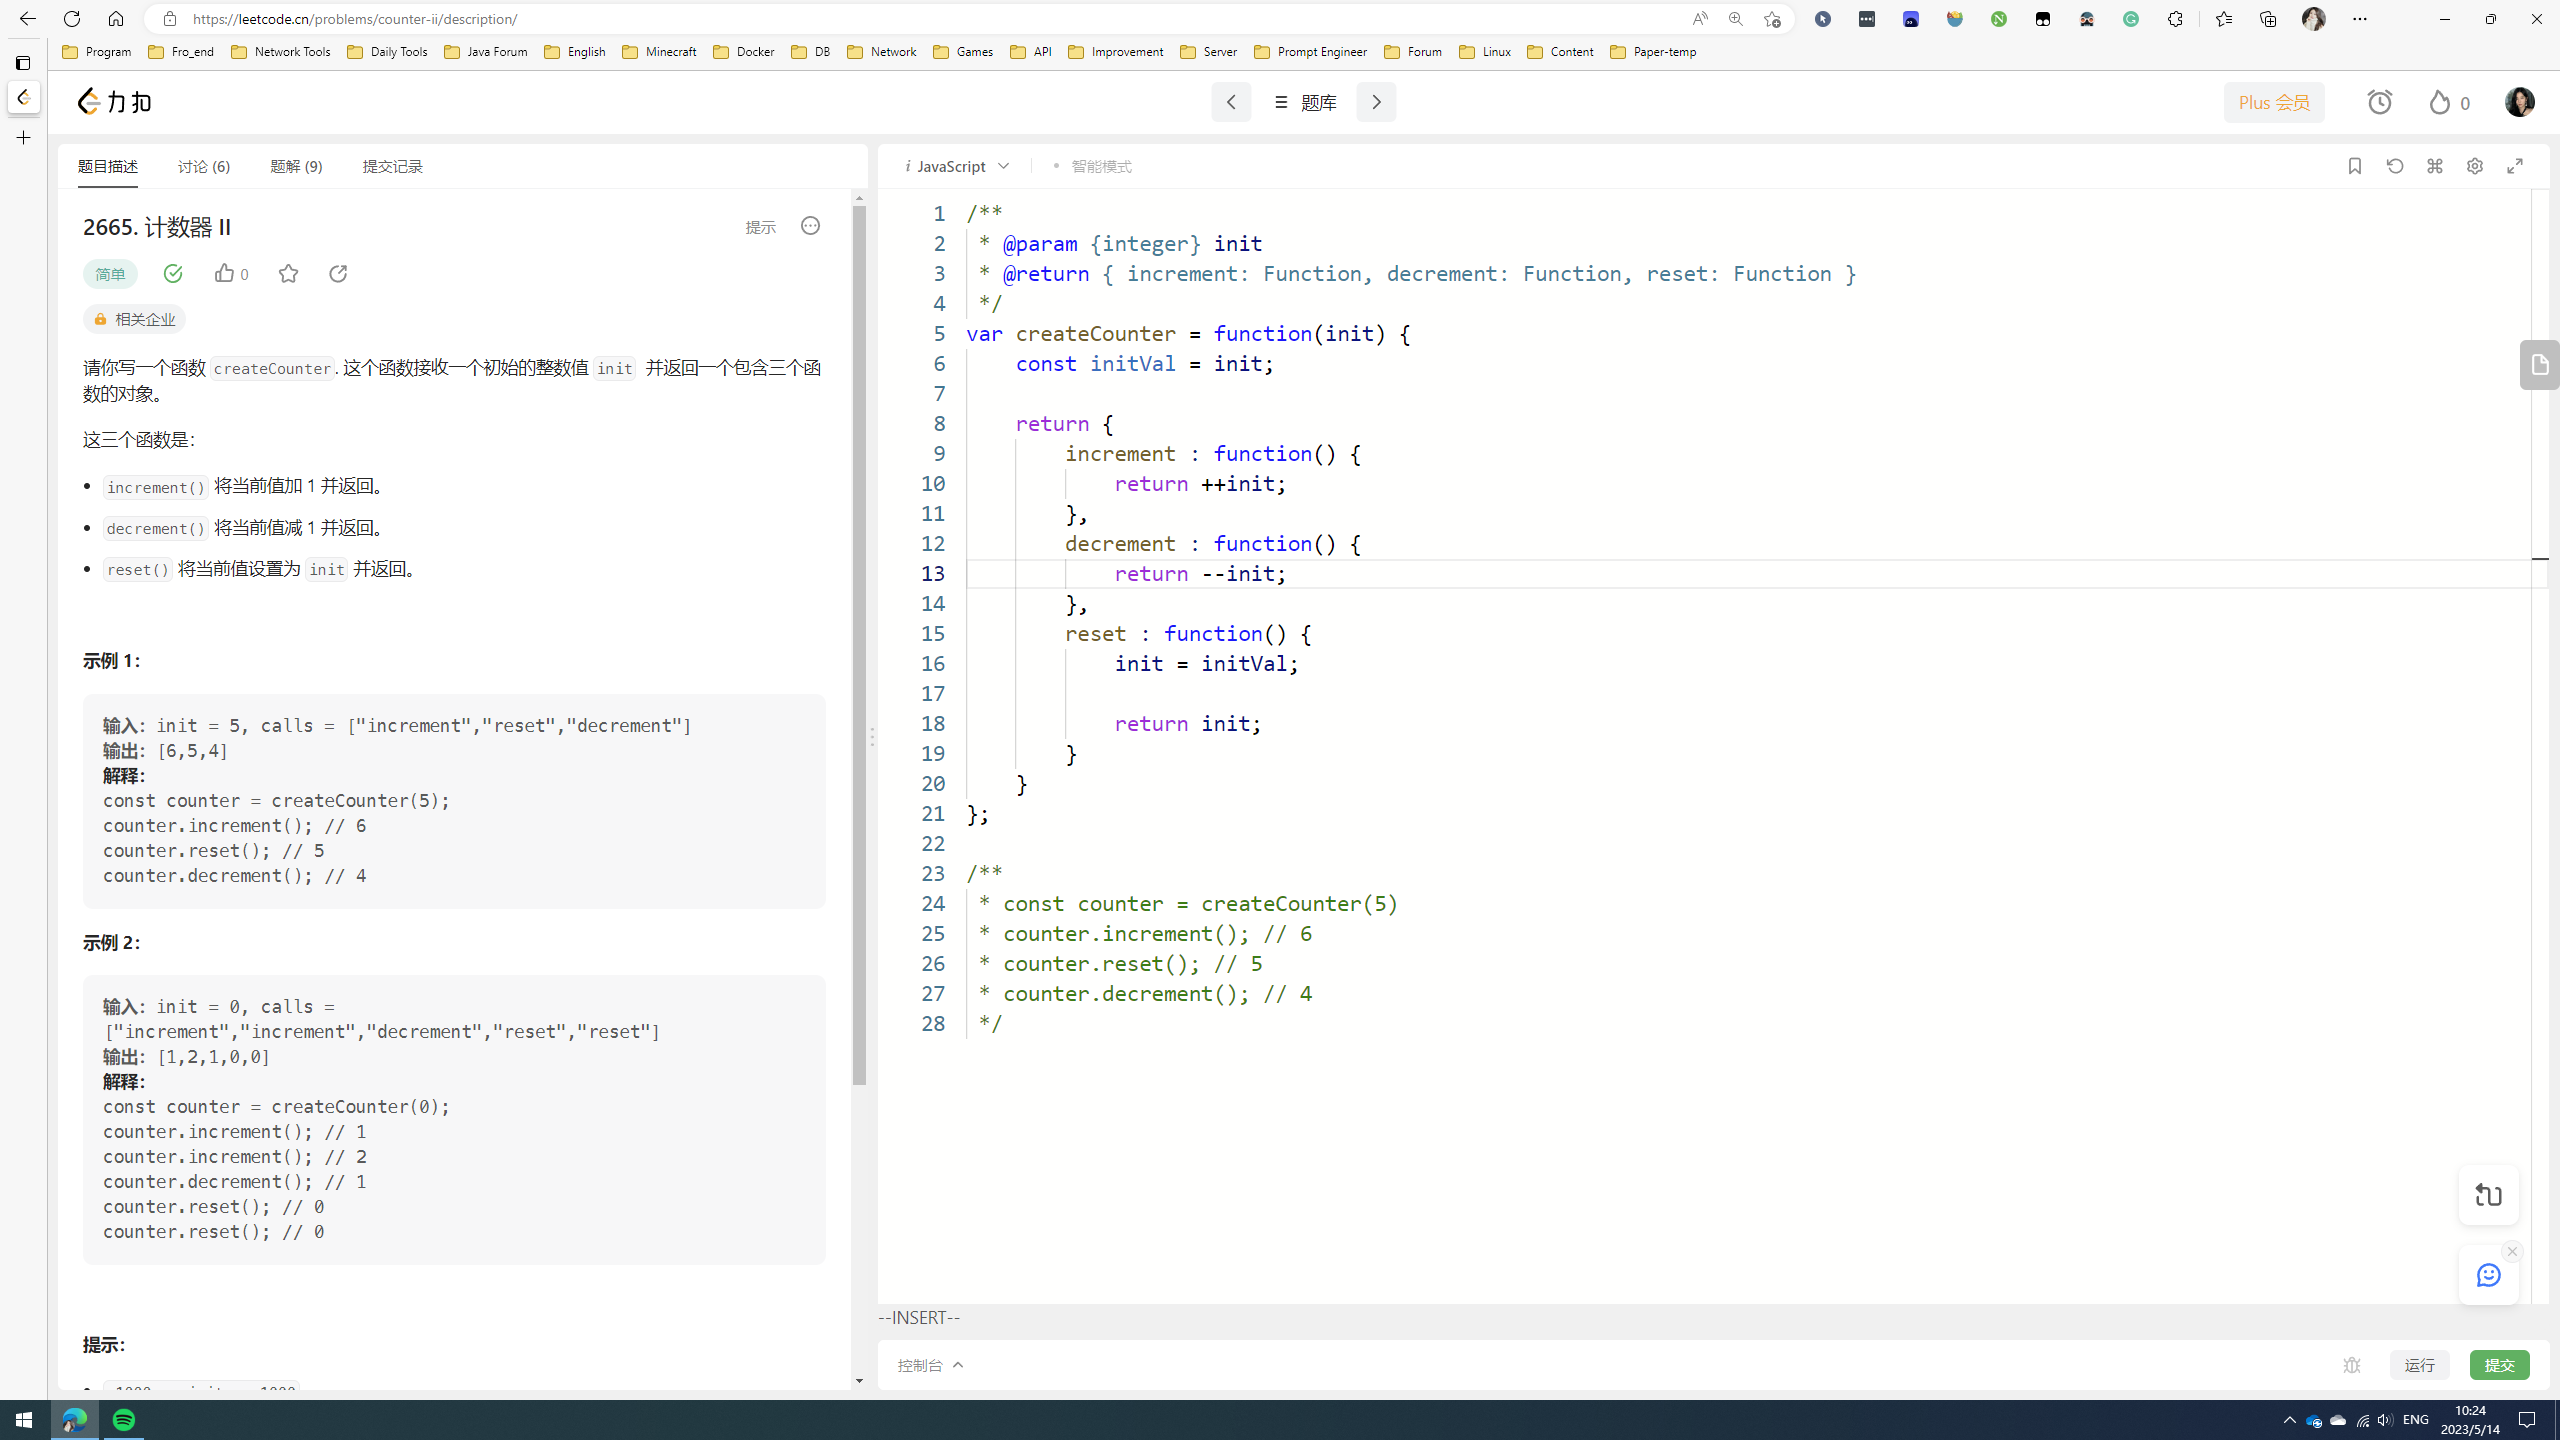 https://leetcode.cn/problems/counter-ii/description/
Program Fro_end Network Tools Daily Tools Java Forum English Minecraft Docker DB Network Games API Improvement Server Prompt Engineer Forum Linux Content Paper-temp
力扣
题库
Plus 会员
0
题目描述 讨论 (6) 题解 (9) 提交记录
2665. 计数器 II
提示
简单
0
相关企业
请你写一个函数 createCounter. 这个函数接收一个初始的整数值 init 并返回一个包含三个函
数的对象。
这三个函数是：
• increment() 将当前值加 1 并返回。
• decrement() 将当前值减 1 并返回。
• reset() 将当前值设置为 init 并返回。
示例 1：
输入：init = 5, calls = ["increment","reset","decrement"]
输出：[6,5,4]
解释：
const counter = createCounter(5);
counter.increment(); // 6
counter.reset(); // 5
counter.decrement(); // 4
示例 2：
输入：init = 0, calls =
["increment","increment","decrement","reset","reset"]
输出：[1,2,1,0,0]
解释：
const counter = createCounter(0);
counter.increment(); // 1
counter.increment(); // 2
counter.decrement(); // 1
counter.reset(); // 0
counter.reset(); // 0
提示：
i JavaScript • 智能模式
1 /**
2 * @param {integer} init
3 * @return { increment: Function, decrement: Function, reset: Function }
4 */
5 var createCounter = function(init) {
6 const initVal = init;
7
8 return {
9 increment : function() {
10 return ++init;
11 },
12 decrement : function() {
13 return --init;
14 },
15 reset : function() {
16 init = initVal;
17
18 return init;
19 }
20 }
21 };
22
23 /**
24 * const counter = createCounter(5)
25 * counter.increment(); // 6
26 * counter.reset(); // 5
27 * counter.decrement(); // 4
28 */
--INSERT--
控制台
运行
提交
ENG
10:24
2023/5/14